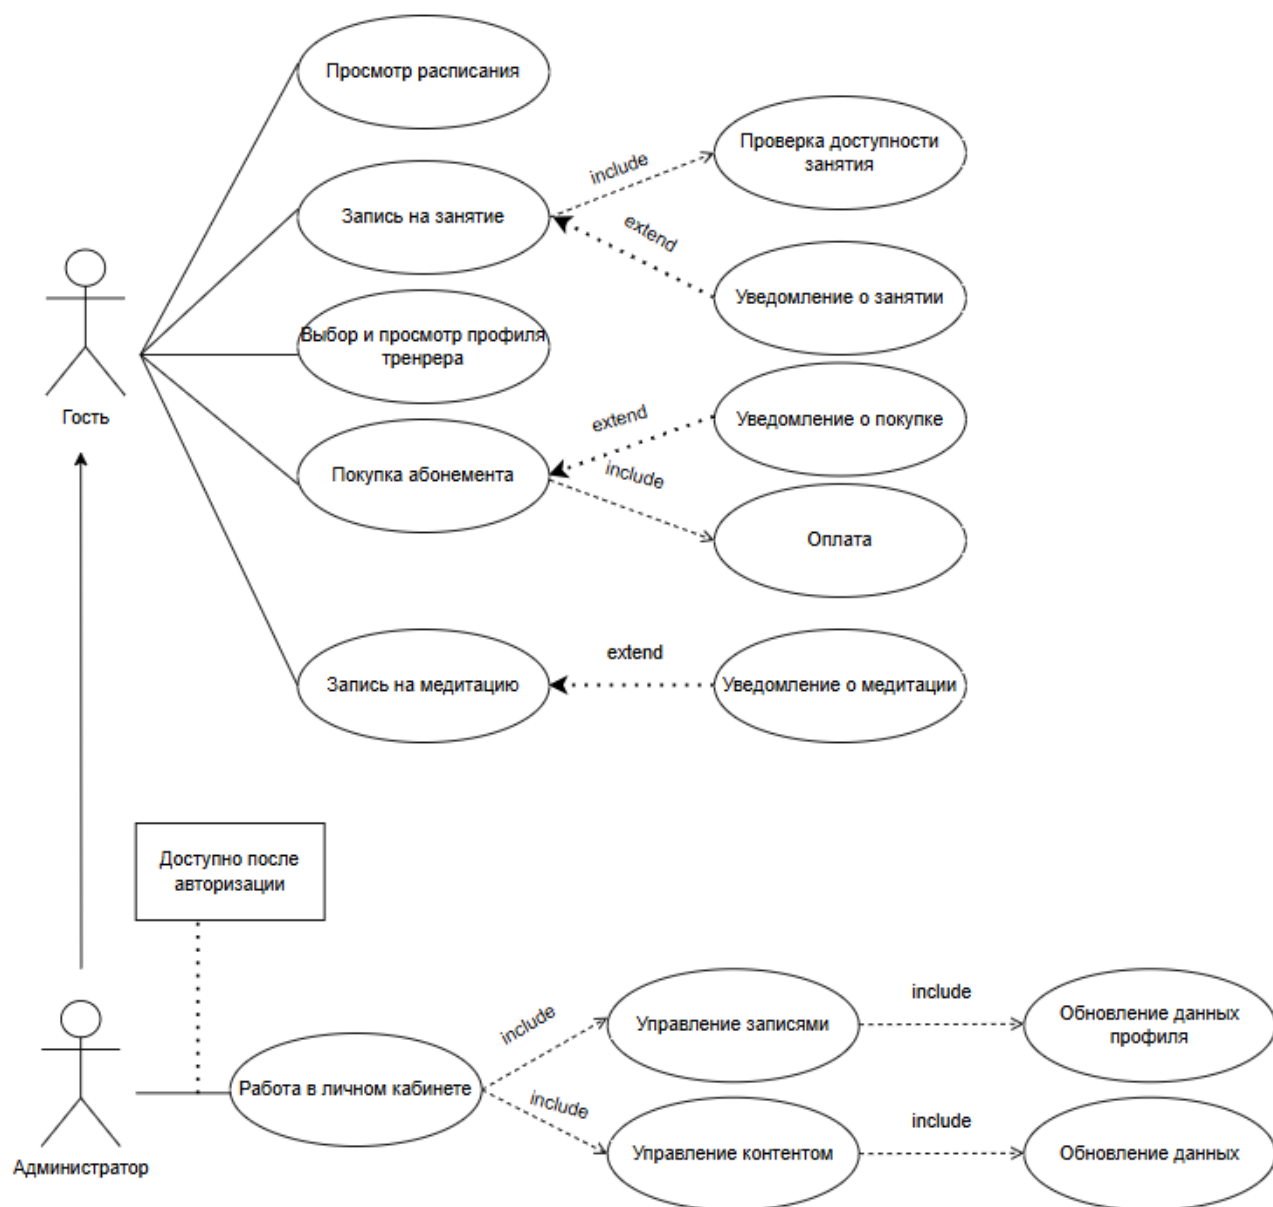 Просмотр расписания
Проверка доступности
занятия
include
Запись на занятие
extend
Уведомление о занятии
Выбор и просмотр профиля
тренрера
Гость
extend
Уведомление о покупке
Покупка абонемента
include
Оплата
extend
Запись на медитацию
Уведомление о медитации
Доступно после
авторизации
include
Управление записями
include
Обновление данных
профиля
Работа в личном кабинете
include
Управление контентом
include
Обновление данных
Администратор